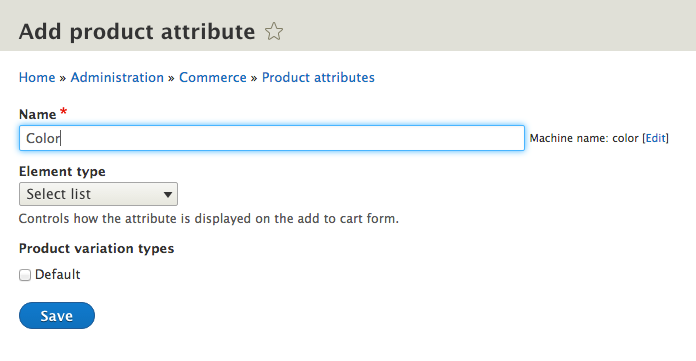 Add product attribute
Home » Administration » Commerce » Product attributes
Name *
Color Machine name: color [Edit]
Element type
Select list
Controls how the attribute is displayed on the add to cart form.
Product variation types
Default
Save